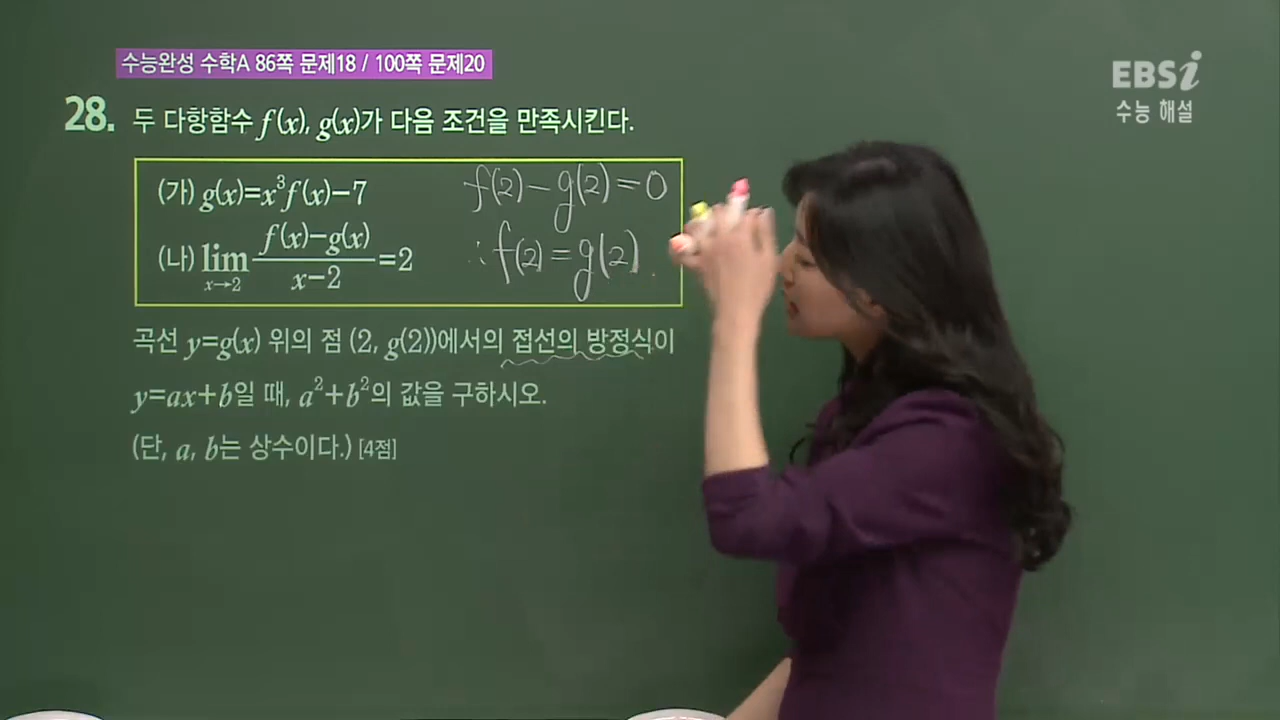 수능완성 수학A 86쪽 문제18 / 100쪽 문제20
EBSi
수능 해설
28. 두 다항함수 f(x), g(x)가 다음 조건을 만족시킨다.
(가) g(x)=x³f(x)-7
f(2)-g(2)=0
(나) lim x→2 f(x)-g(x) / x-2 =2
∴f(2)=g(2).
곡선 y=g(x) 위의 점 (2, g(2))에서의 접선의 방정식이
y=ax+b일 때, a²+b²의 값을 구하시오.
(단, a, b는 상수이다.) [4점]